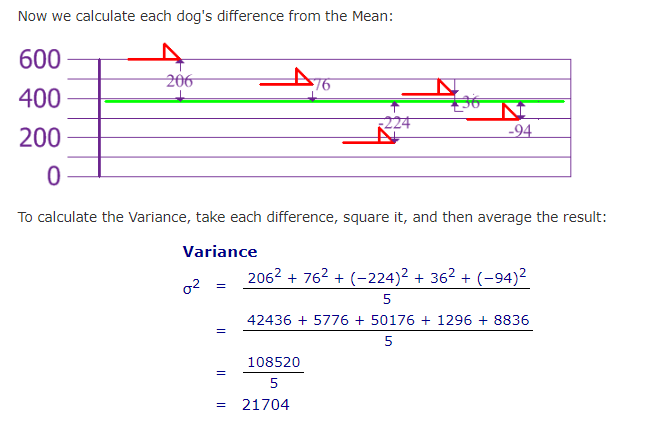 Now we calculate each dog's difference from the Mean:
600
206
76
400
36
-224
200
-94
0
To calculate the Variance, take each difference, square it, and then average the result:
Variance
σ² = 206² + 76² + (−224)² + 36² + (−94)²
5
= 42436 + 5776 + 50176 + 1296 + 8836
5
= 108520
5
= 21704